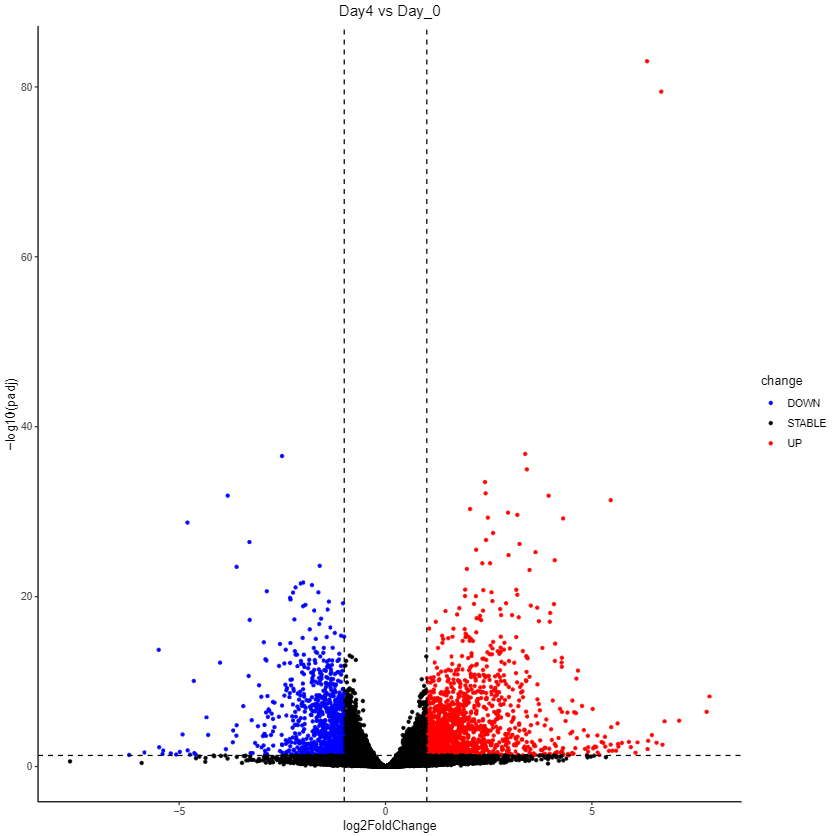 Day4 vs Day_0
80
60
40
20
0
−log10(padj)
−5
0
5
log2FoldChange
change
DOWN
STABLE
UP